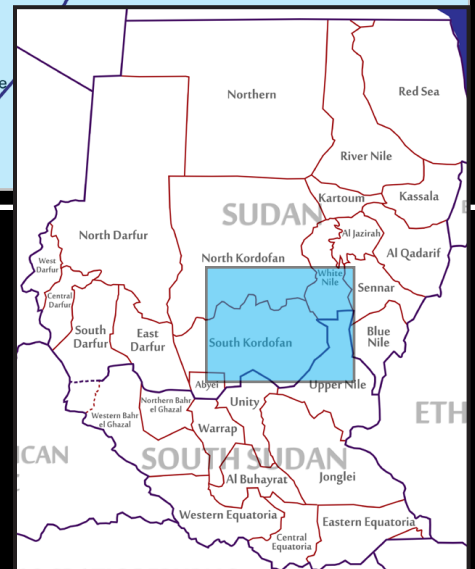 e
Northern
Red Sea
River Nile
Kartoum
Kassala
SUDAN
Al Jazirah
North Darfur
Al Qadarif
North Kordofan
West
Darfur
White
Nile
Sennar
Central
Darfur
South
Darfur
East
Darfur
South Kordofan
Blue
Nile
Abyei
Upper Nile
Northern Bahr
el Ghazal
Unity
Western Bahr
el Ghazal
Warrap
ETH
ICAN
SOUTH SUDAN
Al Buhayrat
Jonglei
Western Equatoria
Eastern Equatoria
Central
Equatoria